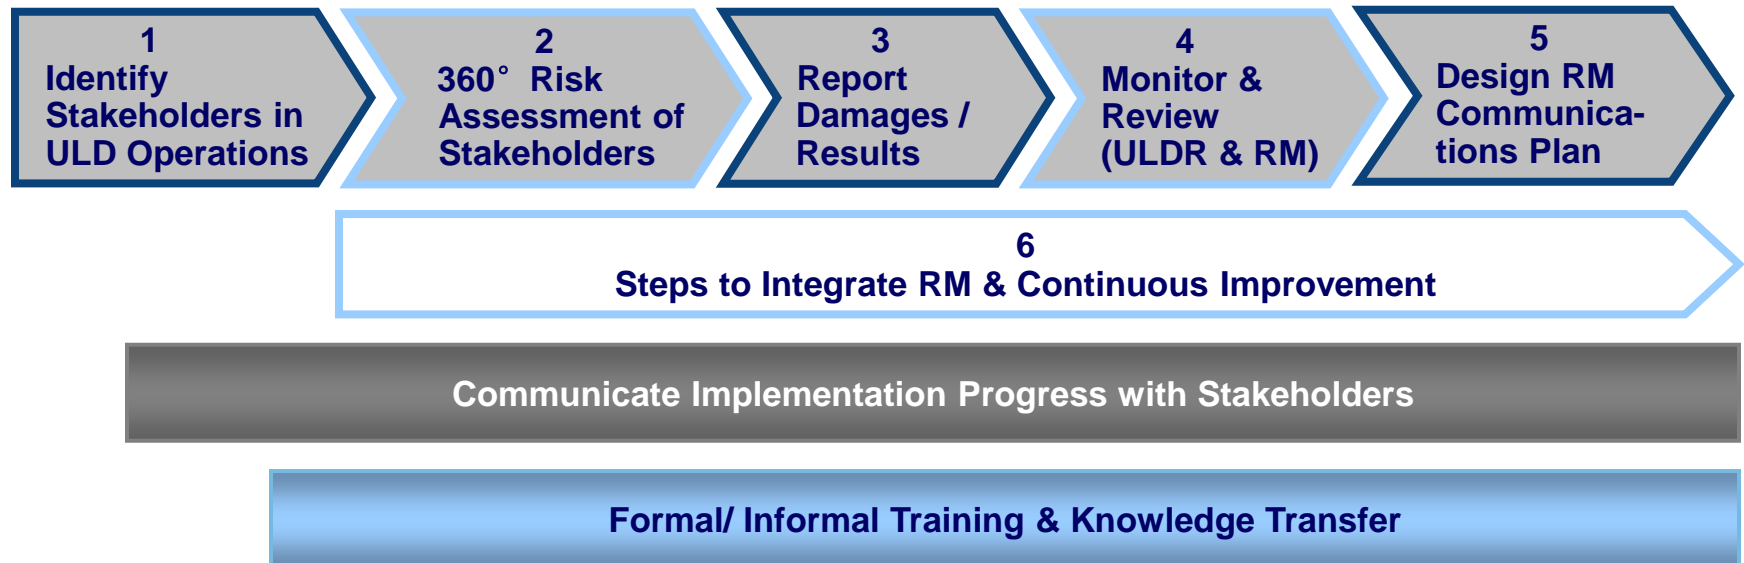 1
Identify
Stakeholders in
ULD Operations
2
360° Risk
Assessment of
Stakeholders
3
Report
Damages /
Results
4
Monitor &
Review
(ULDR & RM)
5
Design RM
Communica-
tions Plan
6
Steps to Integrate RM & Continuous Improvement
Communicate Implementation Progress with Stakeholders
Formal/ Informal Training & Knowledge Transfer